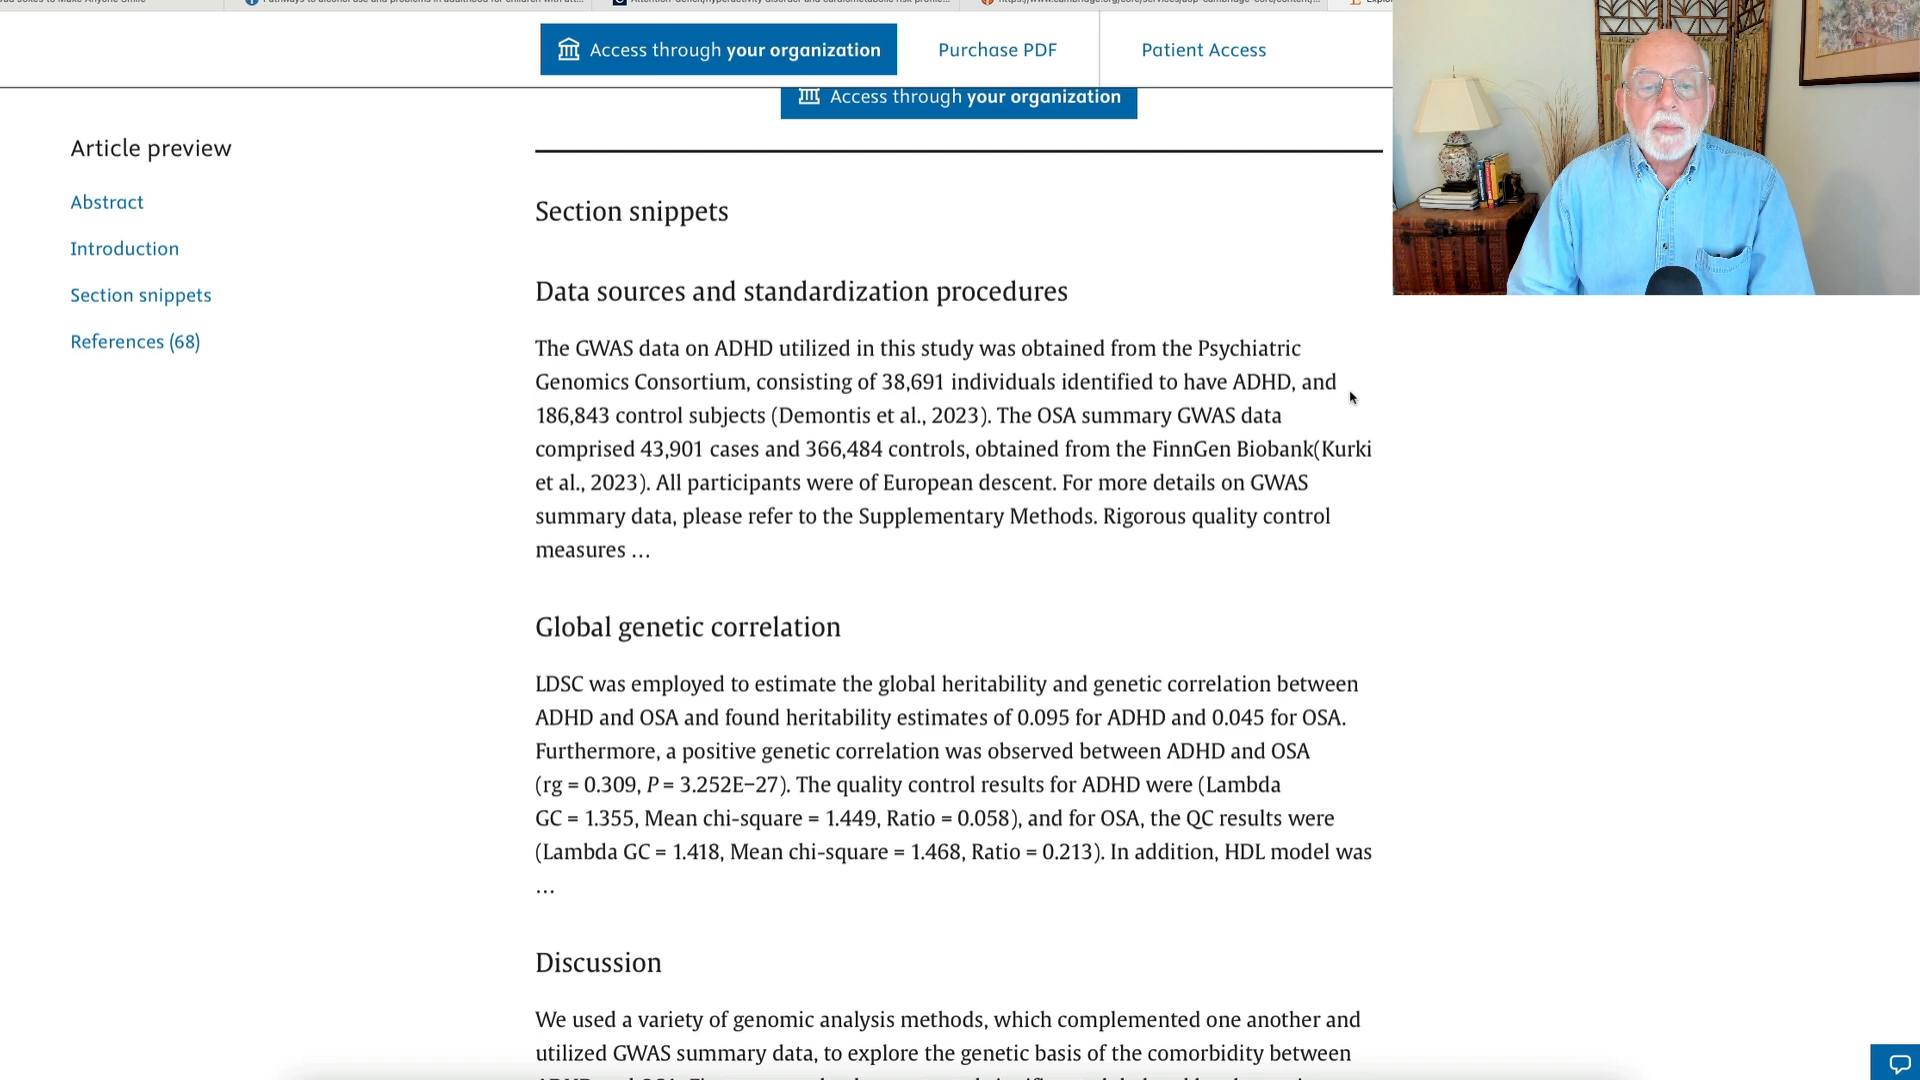 Access through your organization
Purchase PDF
Patient Access
Access through your organization
Article preview
Abstract
Introduction
Section snippets
References (68)
Section snippets
Data sources and standardization procedures
The GWAS data on ADHD utilized in this study was obtained from the Psychiatric
Genomics Consortium, consisting of 38,691 individuals identified to have ADHD, and
186,843 control subjects (Demontis et al., 2023). The OSA summary GWAS data
comprised 43,901 cases and 366,484 controls, obtained from the FinnGen Biobank(Kurki
et al., 2023). All participants were of European descent. For more details on GWAS
summary data, please refer to the Supplementary Methods. Rigorous quality control
measures …
Global genetic correlation
LDSC was employed to estimate the global heritability and genetic correlation between
ADHD and OSA and found heritability estimates of 0.095 for ADHD and 0.045 for OSA.
Furthermore, a positive genetic correlation was observed between ADHD and OSA
(rg = 0.309, P = 3.252E−27). The quality control results for ADHD were (Lambda
GC = 1.355, Mean chi-square = 1.449, Ratio = 0.058), and for OSA, the QC results were
(Lambda GC = 1.418, Mean chi-square = 1.468, Ratio = 0.213). In addition, HDL model was
…
Discussion
We used a variety of genomic analysis methods, which complemented one another and
utilized GWAS summary data, to explore the genetic basis of the comorbidity between